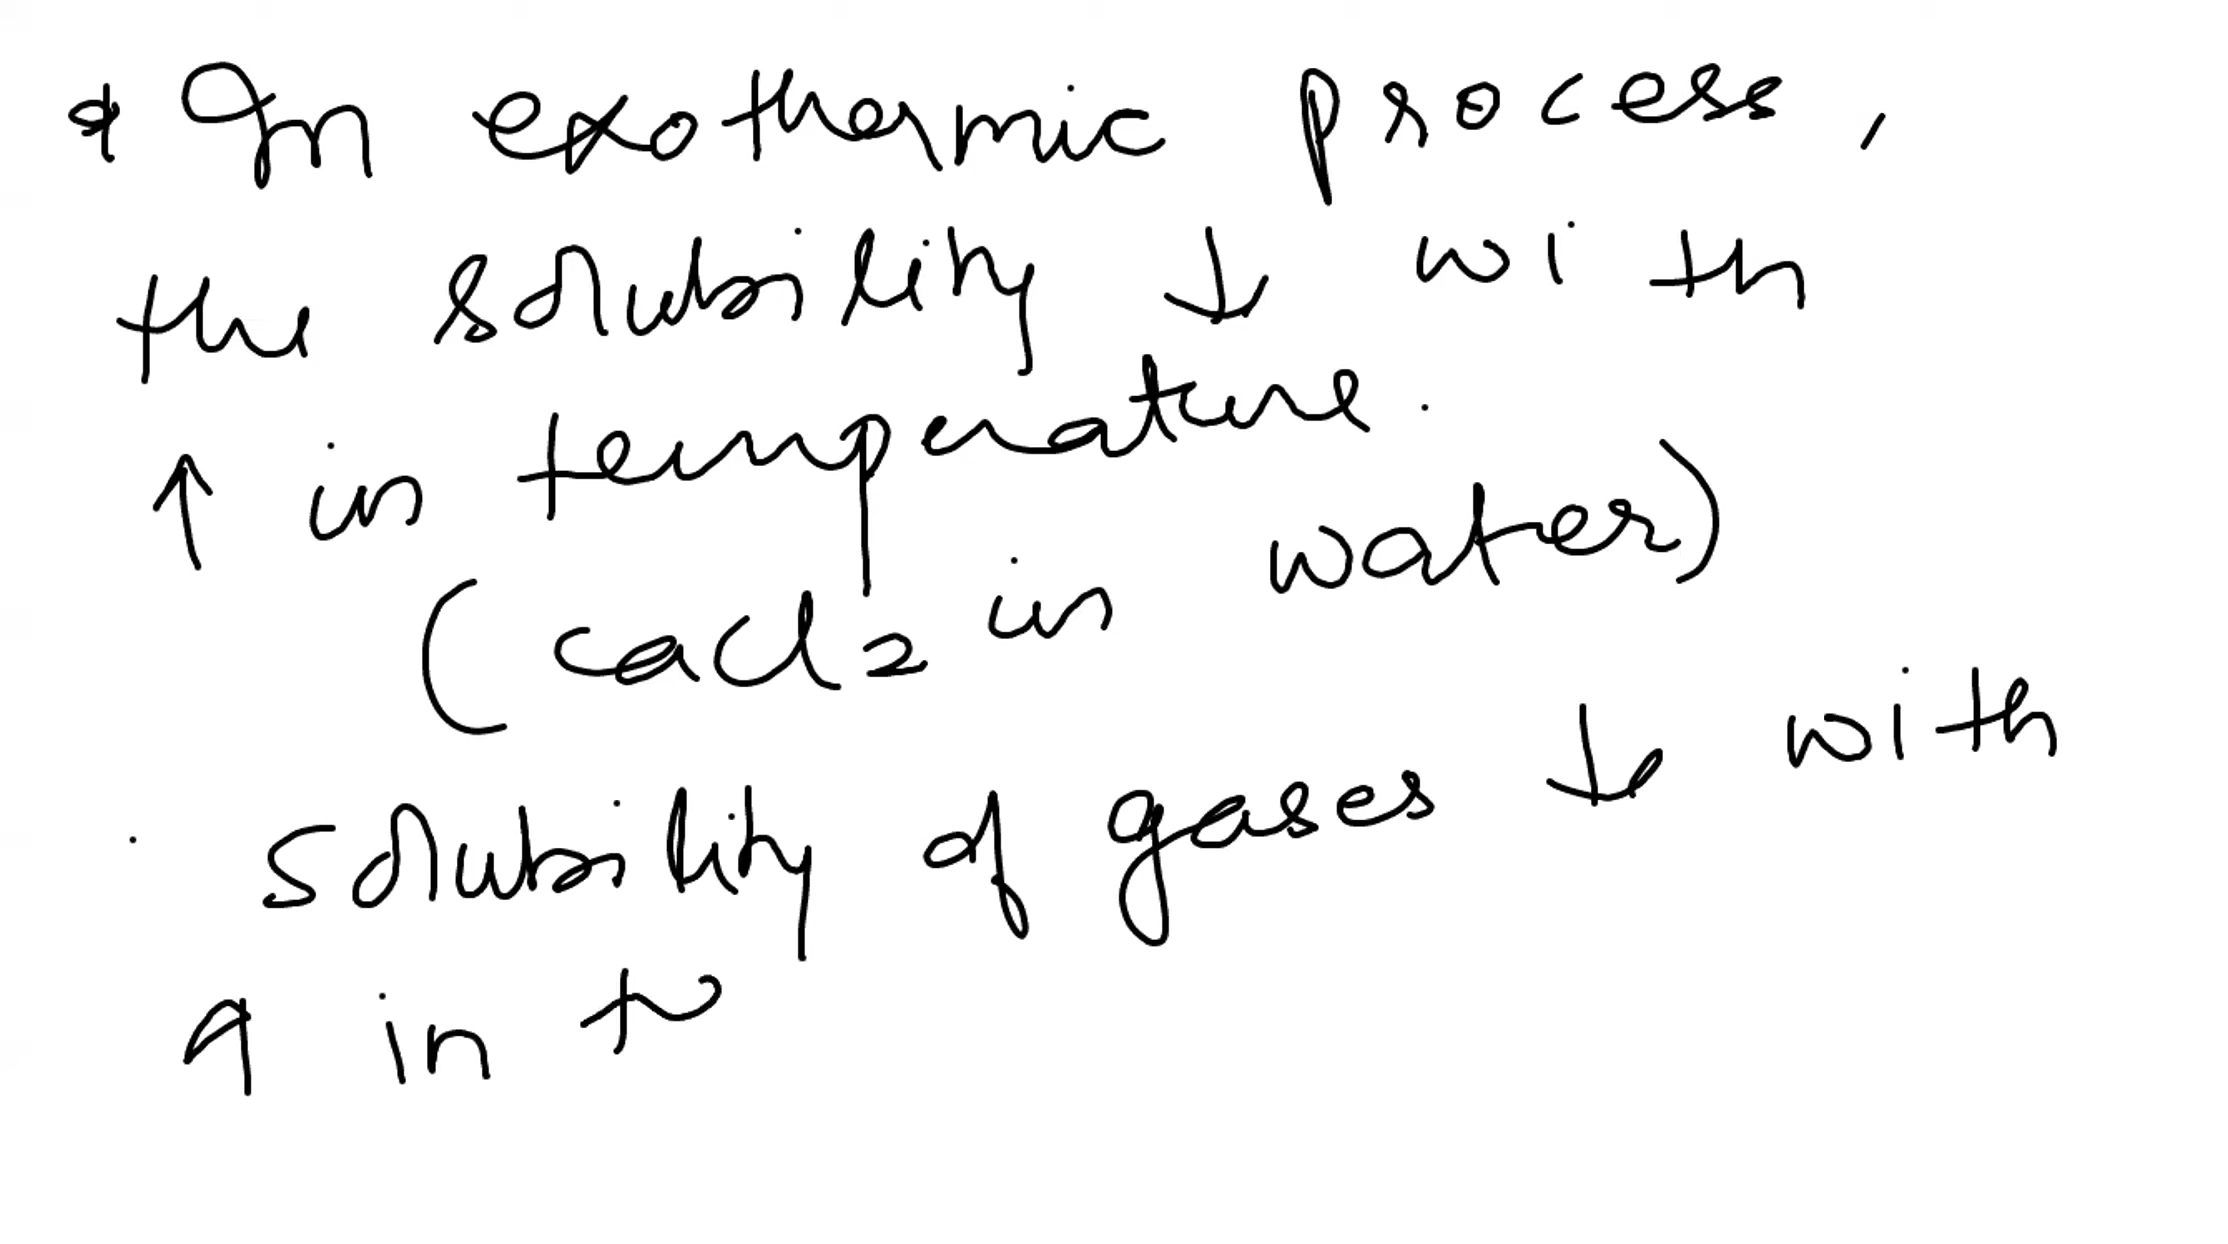 * In exothermic process,
the solubility ↓ with
↑ in temperature.
(cacl2 in water)
· solubility of gases ↓ with
↑ in